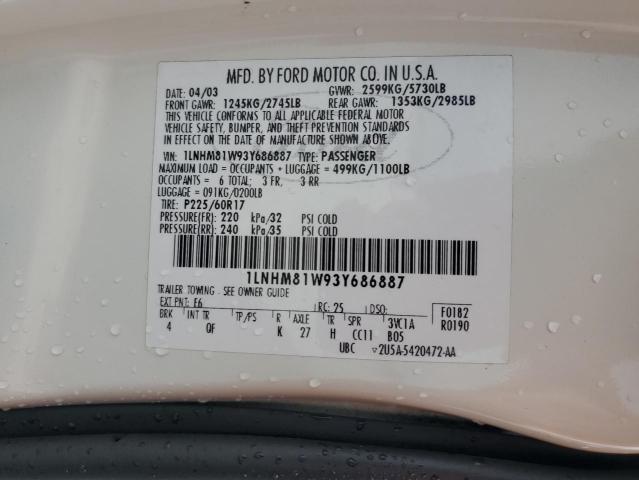 MFD. BY FORD MOTOR CO. IN U.S.A.
DATE: 04/03 GVWR: 2599KG/5730LB
FRONT GAWR: 1245KG/2745LB REAR GAWR: 1353KG/2985LB
THIS VEHICLE CONFORMS TO ALL APPLICABLE FEDERAL MOTOR
VEHICLE SAFETY, BUMPER, AND THEFT PREVENTION STANDARDS
IN EFFECT ON THE DATE OF MANUFACTURE SHOWN ABOVE.
VIN: 1LNHM81W93Y686887 TYPE: PASSENGER
MAXIMUM LOAD = OCCUPANTS + LUGGAGE = 499KG/1100LB
OCCUPANTS = 6 TOTAL; 3 FR, 3 RR
LUGGAGE = 091KG/0200LB
TIRE: P225/60R17
PRESSURE(FR): 220 kPa/32 PSI COLD
PRESSURE(RR): 240 kPa/35 PSI COLD
1LNHM81W93Y686887
TRAILER TOWING - SEE OWNER GUIDE
EXT PNT: E6 RC: 25 DSO: F0182
BRK INT TR TP/PS R AXLE TR SPR 3VC1A R0190
4 QF K 27 H CC11 B05
UBC ▽2U5A-5420472-AA